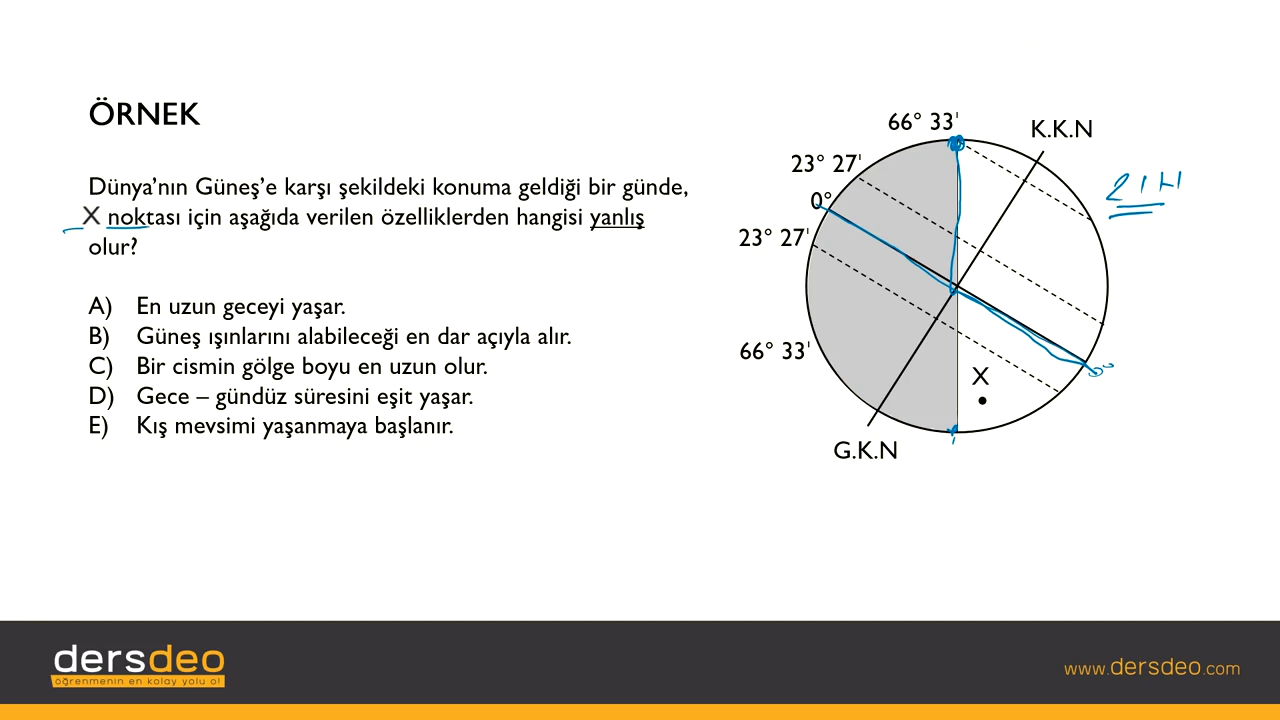 ÖRNEK
Dünya’nın Güneş’e karşı şekildeki konuma geldiği bir günde,
X noktası için aşağıda verilen özelliklerden hangisi yanlış
olur?
A) En uzun geceyi yaşar.
B) Güneş ışınlarını alabileceği en dar açıyla alır.
C) Bir cismin gölge boyu en uzun olur.
D) Gece – gündüz süresini eşit yaşar.
E) Kış mevsimi yaşanmaya başlanır.
66° 33'
K.K.N
23° 27'
0°
23° 27'
66° 33'
X
G.K.N
21 H
0°
dersdeo
öğrenmenin en kolay yolu o!
www.dersdeo.com